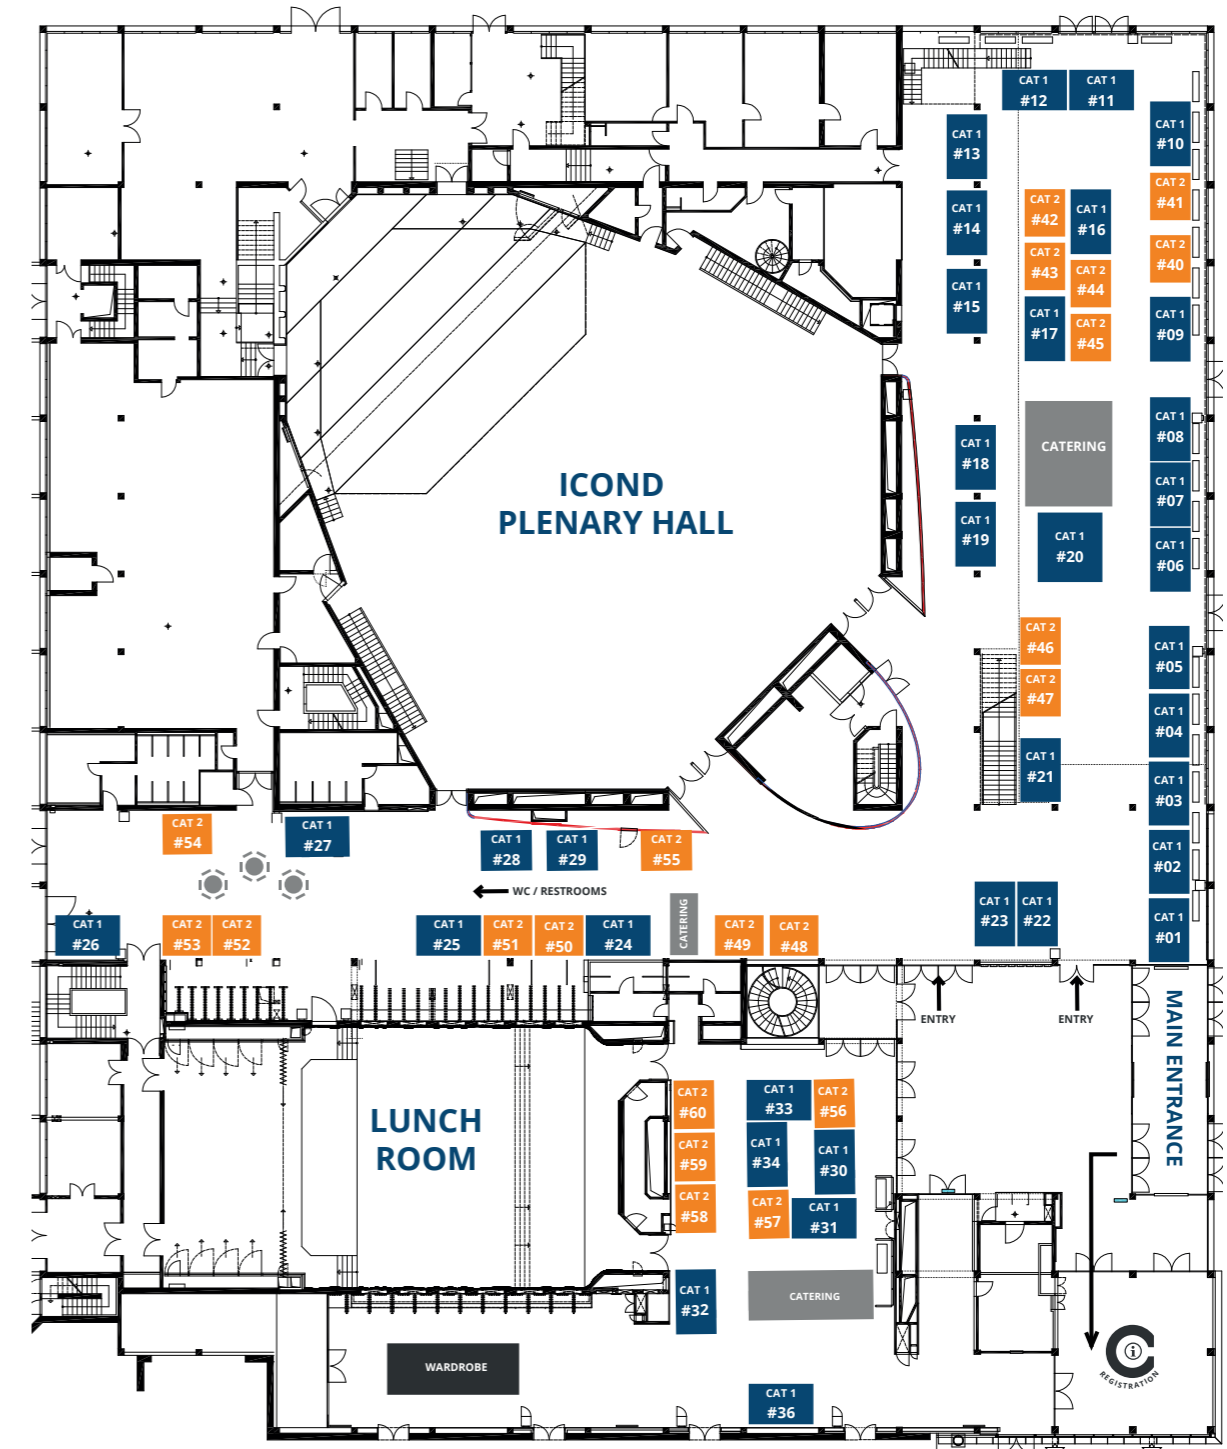 CAT 1
#12
CAT 1
#11
CAT 1
#10
CAT 1
#13
CAT 2
#41
CAT 2
#42
CAT 1
#16
CAT 1
#14
CAT 2
#40
CAT 2
#43
CAT 2
#44
CAT 1
#15
CAT 1
#17
CAT 2
#45
CAT 1
#09
CATERING
CAT 1
#08
CAT 1
#18
CAT 1
#07
ICOND
PLENARY HALL
CAT 1
#19
CAT 1
#20
CAT 1
#06
CAT 2
#46
CAT 1
#05
CAT 2
#47
CAT 1
#04
CAT 1
#21
CAT 1
#03
CAT 2
#54
CAT 1
#27
CAT 1
#28
CAT 1
#29
CAT 2
#55
CAT 1
#02
WC / RESTROOMS
CAT 1
#26
CAT 2
#53
CAT 2
#52
CAT 1
#25
CAT 2
#51
CAT 2
#50
CAT 1
#24
CATERING
CAT 2
#49
CAT 2
#48
CAT 1
#23
CAT 1
#22
CAT 1
#01
ENTRY
ENTRY
MAIN ENTRANCE
LUNCH
ROOM
CAT 2
#60
CAT 1
#33
CAT 2
#56
CAT 2
#59
CAT 1
#34
CAT 1
#30
CAT 2
#58
CAT 2
#57
CAT 1
#31
CAT 1
#32
CATERING
WARDROBE
i
REGISTRATION
CAT 1
#36